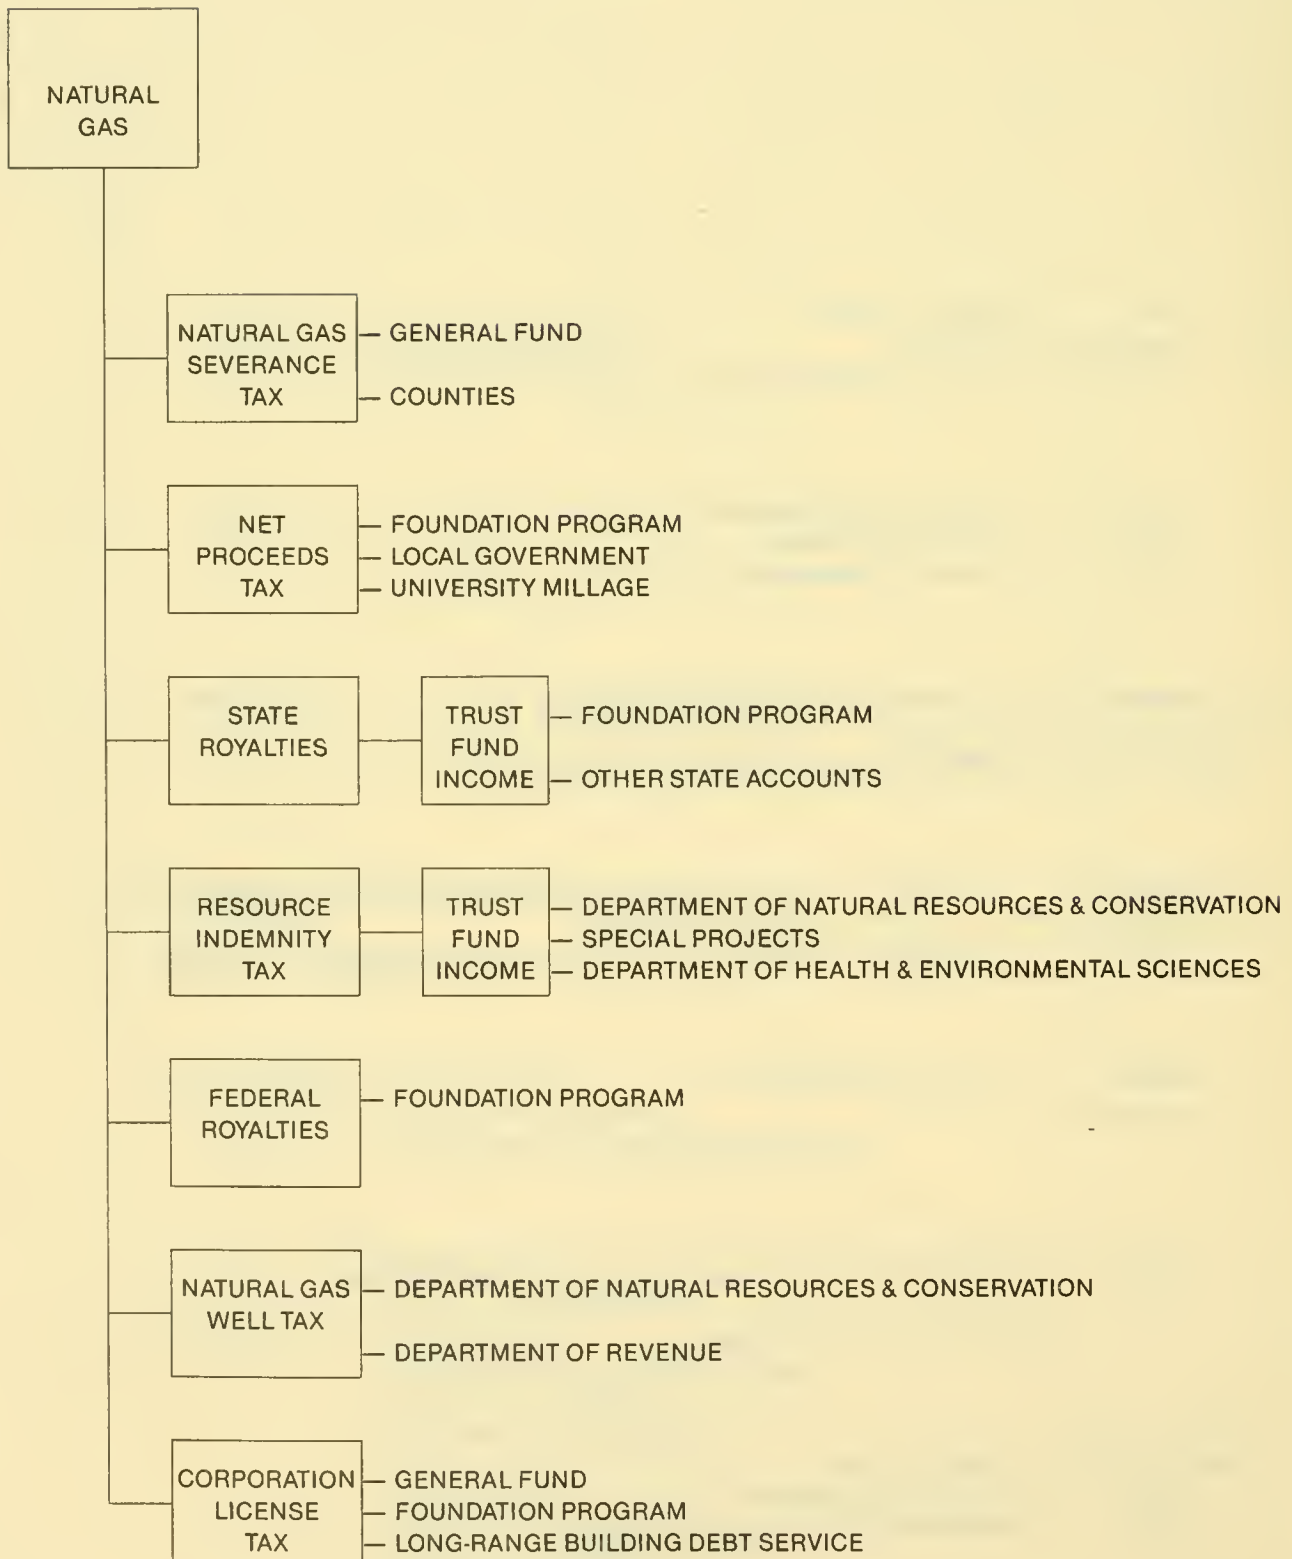 NATURAL
GAS
NATURAL GAS
SEVERANCE
TAX
— GENERAL FUND
— COUNTIES
NET
PROCEEDS
TAX
— FOUNDATION PROGRAM
— LOCAL GOVERNMENT
— UNIVERSITY MILLAGE
STATE
ROYALTIES
TRUST
FUND
INCOME
— FOUNDATION PROGRAM
— OTHER STATE ACCOUNTS
RESOURCE
INDEMNITY
TAX
TRUST
FUND
INCOME
— DEPARTMENT OF NATURAL RESOURCES & CONSERVATION
— SPECIAL PROJECTS
— DEPARTMENT OF HEALTH & ENVIRONMENTAL SCIENCES
FEDERAL
ROYALTIES
— FOUNDATION PROGRAM
NATURAL GAS
WELL TAX
— DEPARTMENT OF NATURAL RESOURCES & CONSERVATION
— DEPARTMENT OF REVENUE
CORPORATION
LICENSE
TAX
— GENERAL FUND
— FOUNDATION PROGRAM
— LONG-RANGE BUILDING DEBT SERVICE